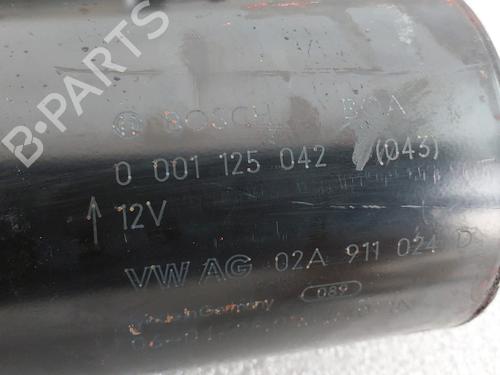 B-PARTS
BOSCH
0 001 125 042 (043)
12V
VW AG 02A 911 024 D
Made in Germany 089